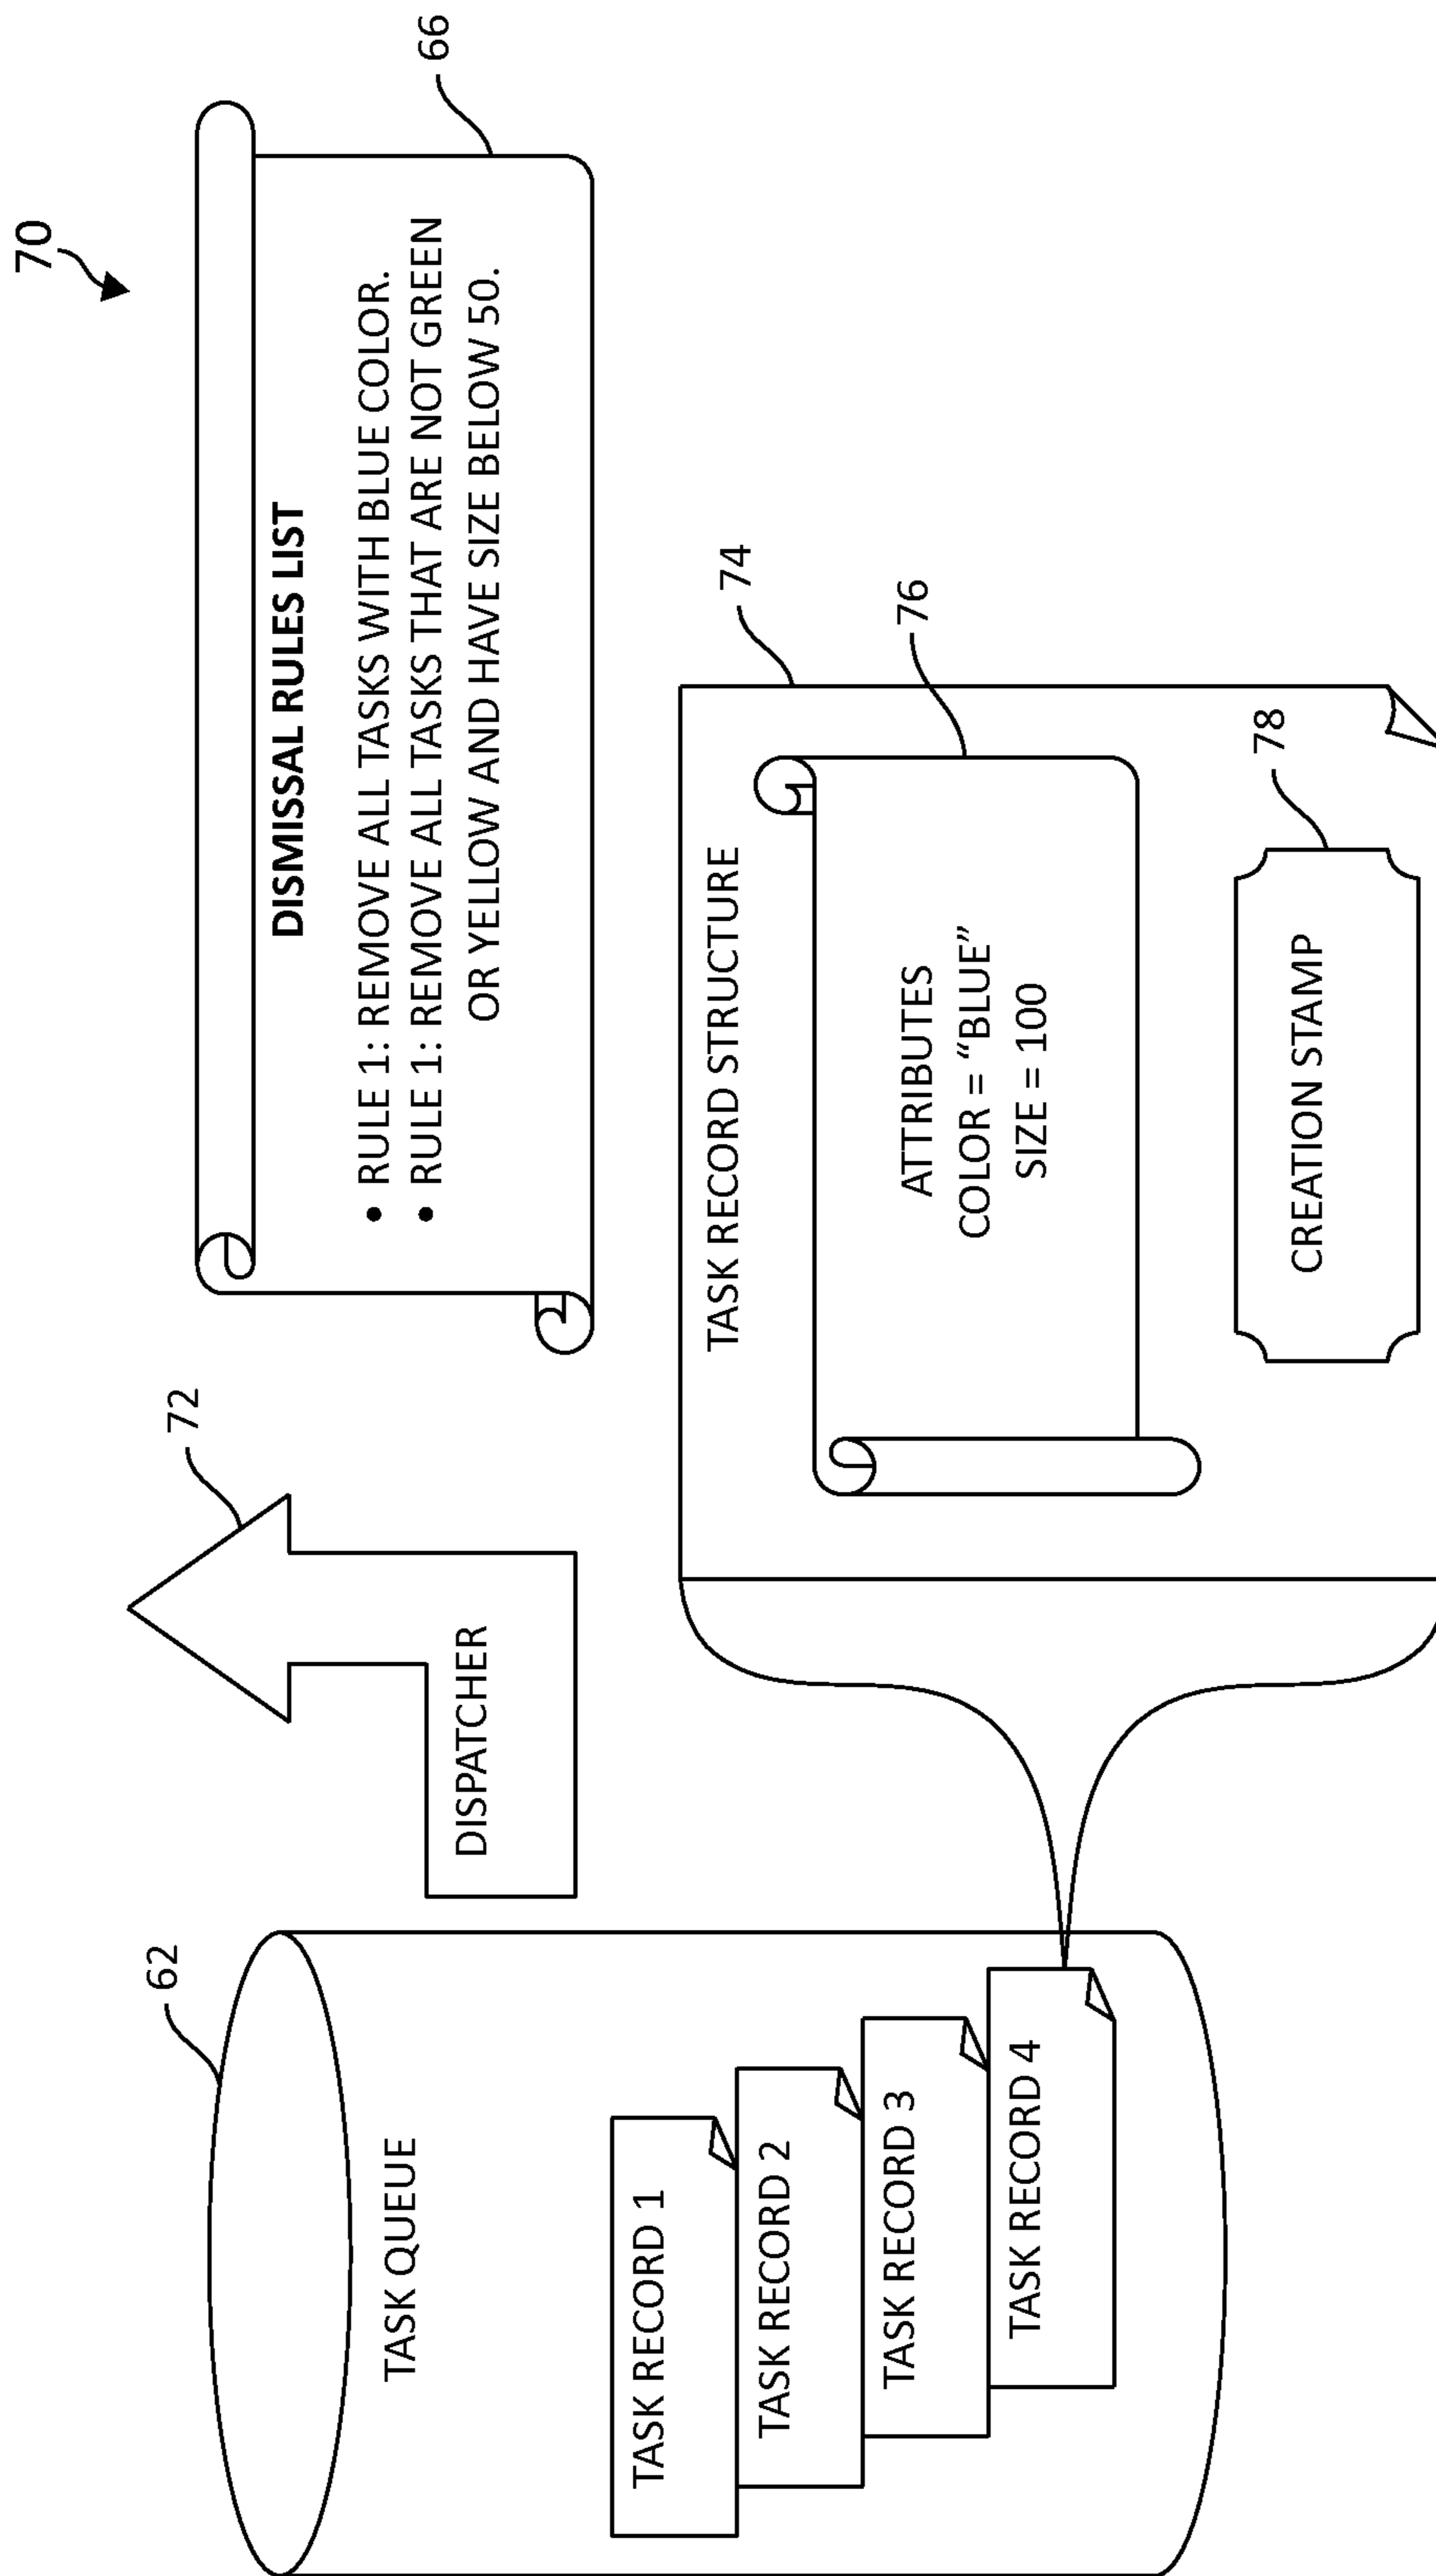 70
62
TASK QUEUE
TASK RECORD 1
TASK RECORD 2
TASK RECORD 3
TASK RECORD 4
72
DISPATCHER
66
DISMISSAL RULES LIST
• RULE 1: REMOVE ALL TASKS WITH BLUE COLOR.
• RULE 1: REMOVE ALL TASKS THAT ARE NOT GREEN
OR YELLOW AND HAVE SIZE BELOW 50.
74
TASK RECORD STRUCTURE
76
ATTRIBUTES
COLOR = “BLUE”
SIZE = 100
78
CREATION STAMP